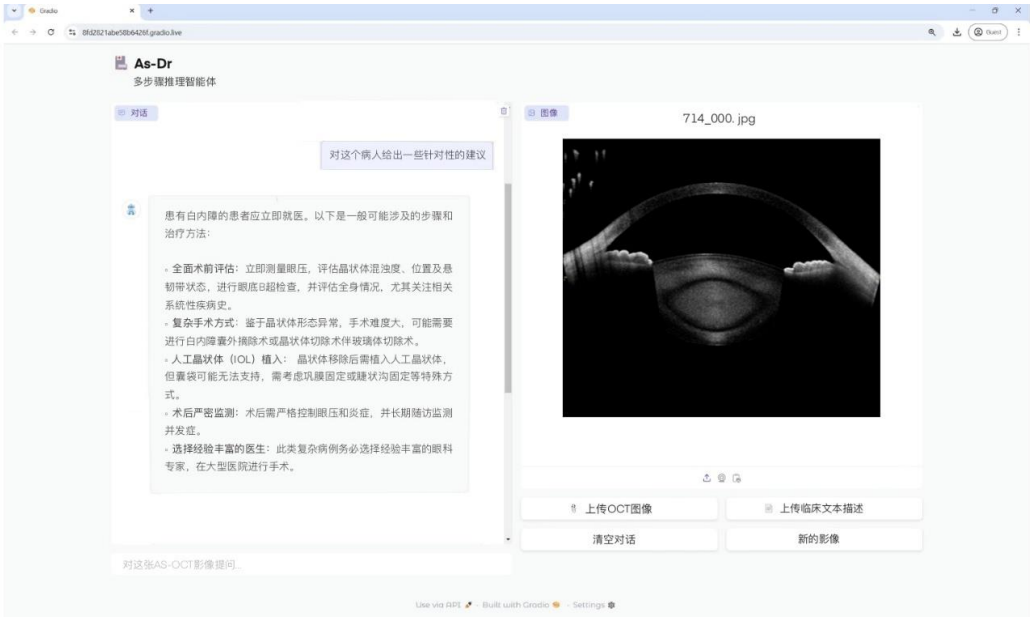 Gradio
8fd2821abe58b6426f.gradio.live
Guest
As-Dr
多步骤推理智能体
对话
图像
714_000. jpg
对这个病人给出一些针对性的建议
患有白内障的患者应立即就医。以下是一般可能涉及的步骤和
治疗方法：
• 全面术前评估：立即测量眼压，评估晶状体混浊度、位置及悬
韧带状态，进行眼底B超检查，并评估全身情况，尤其关注相关
系统性疾病史。
• 复杂手术方式：鉴于晶状体形态异常，手术难度大，可能需要
进行白内障囊外摘除术或晶状体切除术伴玻璃体切除术。
• 人工晶状体（IOL）植入： 晶状体移除后需植入人工晶状体，
但囊袋可能无法支持，需考虑巩膜固定或睫状沟固定等特殊方
式。
• 术后严密监测：术后需严格控制眼压和炎症，并长期随访监测
并发症。
• 选择经验丰富的医生：此类复杂病例务必选择经验丰富的眼科
专家，在大型医院进行手术。
上传OCT图像
上传临床文本描述
清空对话
新的影像
对这张AS-OCT影像提问...
Use via API - Built with Gradio - Settings